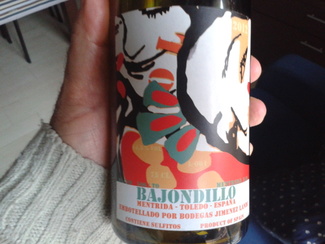 BAJONDILLO
MENTRIDA - TOLEDO - ESPAÑA
EMBOTELLADO POR BODEGAS JIMENEZ LANDI
CONTIENE SULFITOS PRODUCT OF SPAIN